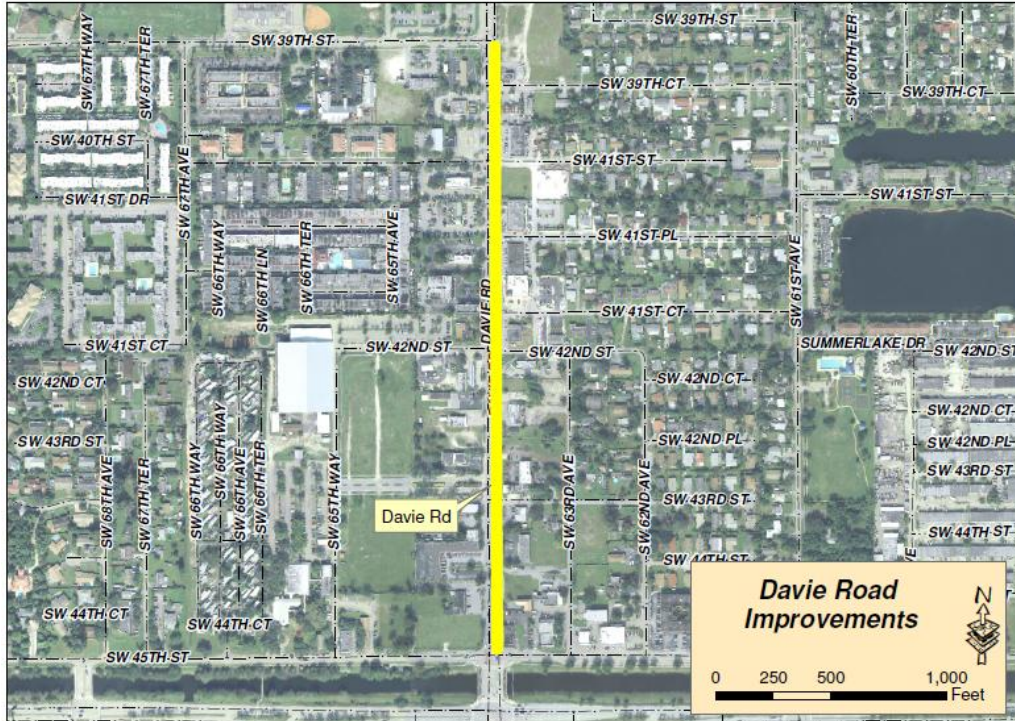 SW 39TH ST
SW 39TH ST
SW 67TH WAY
SW 67TH TER
SW 60TH TER
SW 39TH CT
SW 39TH CT
SW 40TH ST
SW 67TH AVE
SW 41ST ST
SW 41ST ST
SW 41ST DR
SW 66TH WAY
SW 66TH LN
SW 66TH TER
SW 65TH AVE
SW 41ST PL
SW 61ST AVE
DAVIE RD
SW 41ST CT
SW 41ST CT
SW 42ND ST
SW 42ND ST
SUMMERLAKE DR
SW 42ND ST
SW 42ND CT
SW 42ND CT
SW 42ND CT
SW 43RD ST
SW 42ND PL
SW 42ND PL
SW 43RD ST
SW 68TH AVE
SW 67TH TER
SW 66TH WAY
SW 66TH WAY
SW 66TH AVE
SW 66TH TER
SW 65TH WAY
Davie Rd
SW 63RD AVE
SW 62ND AVE
SW 43RD ST
SW 44TH ST
SW 44TH ST
SW 44TH CT
SW 44TH CT
SW 45TH ST
Davie Road
Improvements
N
0 250 500 1,000
Feet